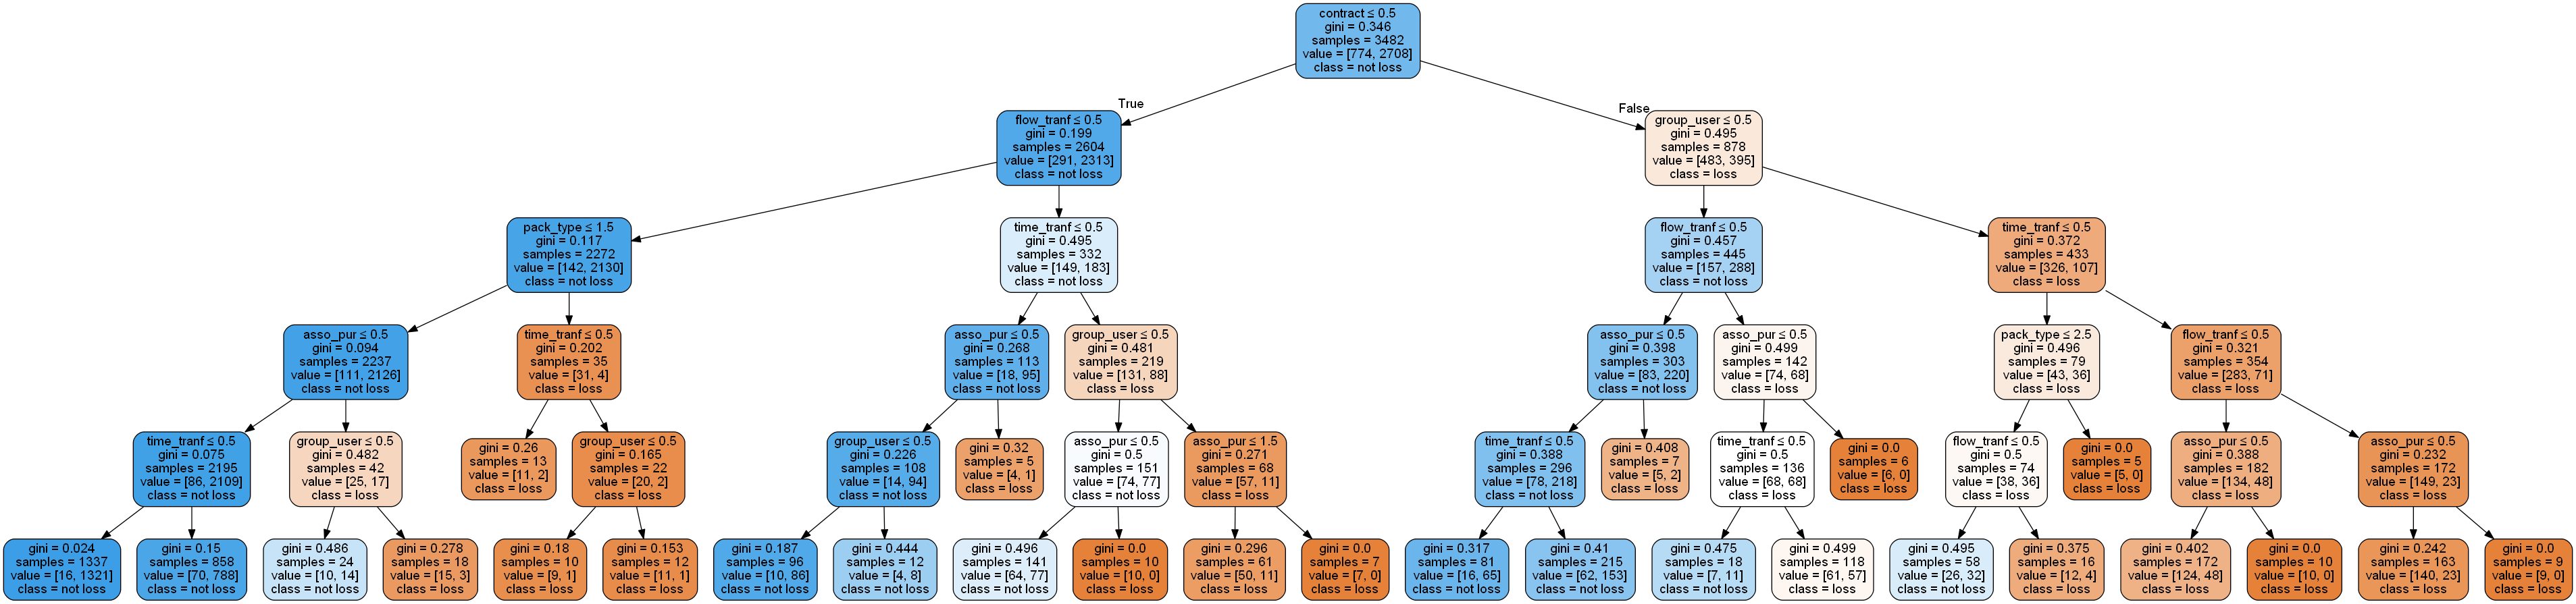 contract ≤ 0.5
gini = 0.346
samples = 3482
value = [774, 2708]
class = not loss
True
False
flow_tranf ≤ 0.5
gini = 0.199
samples = 2604
value = [291, 2313]
class = not loss
group_user ≤ 0.5
gini = 0.495
samples = 878
value = [483, 395]
class = loss
pack_type ≤ 1.5
gini = 0.117
samples = 2272
value = [142, 2130]
class = not loss
time_tranf ≤ 0.5
gini = 0.495
samples = 332
value = [149, 183]
class = not loss
flow_tranf ≤ 0.5
gini = 0.457
samples = 445
value = [157, 288]
class = not loss
time_tranf ≤ 0.5
gini = 0.372
samples = 433
value = [326, 107]
class = loss
asso_pur ≤ 0.5
gini = 0.094
samples = 2237
value = [111, 2126]
class = not loss
time_tranf ≤ 0.5
gini = 0.202
samples = 35
value = [31, 4]
class = loss
asso_pur ≤ 0.5
gini = 0.268
samples = 113
value = [18, 95]
class = not loss
group_user ≤ 0.5
gini = 0.481
samples = 219
value = [131, 88]
class = loss
asso_pur ≤ 0.5
gini = 0.398
samples = 303
value = [83, 220]
class = not loss
asso_pur ≤ 0.5
gini = 0.499
samples = 142
value = [74, 68]
class = loss
pack_type ≤ 2.5
gini = 0.496
samples = 79
value = [43, 36]
class = loss
flow_tranf ≤ 0.5
gini = 0.321
samples = 354
value = [283, 71]
class = loss
time_tranf ≤ 0.5
gini = 0.075
samples = 2195
value = [86, 2109]
class = not loss
group_user ≤ 0.5
gini = 0.482
samples = 42
value = [25, 17]
class = loss
gini = 0.26
samples = 13
value = [11, 2]
class = loss
group_user ≤ 0.5
gini = 0.165
samples = 22
value = [20, 2]
class = loss
group_user ≤ 0.5
gini = 0.226
samples = 108
value = [14, 94]
class = not loss
gini = 0.32
samples = 5
value = [4, 1]
class = loss
asso_pur ≤ 0.5
gini = 0.5
samples = 151
value = [74, 77]
class = not loss
asso_pur ≤ 1.5
gini = 0.271
samples = 68
value = [57, 11]
class = loss
time_tranf ≤ 0.5
gini = 0.388
samples = 296
value = [78, 218]
class = not loss
gini = 0.408
samples = 7
value = [5, 2]
class = loss
time_tranf ≤ 0.5
gini = 0.5
samples = 136
value = [68, 68]
class = loss
gini = 0.0
samples = 6
value = [6, 0]
class = loss
flow_tranf ≤ 0.5
gini = 0.5
samples = 74
value = [38, 36]
class = loss
gini = 0.0
samples = 5
value = [5, 0]
class = loss
asso_pur ≤ 0.5
gini = 0.388
samples = 182
value = [134, 48]
class = loss
asso_pur ≤ 0.5
gini = 0.232
samples = 172
value = [149, 23]
class = loss
gini = 0.024
samples = 1337
value = [16, 1321]
class = not loss
gini = 0.15
samples = 858
value = [70, 788]
class = not loss
gini = 0.486
samples = 24
value = [10, 14]
class = not loss
gini = 0.278
samples = 18
value = [15, 3]
class = loss
gini = 0.18
samples = 10
value = [9, 1]
class = loss
gini = 0.153
samples = 12
value = [11, 1]
class = loss
gini = 0.187
samples = 96
value = [10, 86]
class = not loss
gini = 0.444
samples = 12
value = [4, 8]
class = not loss
gini = 0.496
samples = 141
value = [64, 77]
class = not loss
gini = 0.0
samples = 10
value = [10, 0]
class = loss
gini = 0.296
samples = 61
value = [50, 11]
class = loss
gini = 0.0
samples = 7
value = [7, 0]
class = loss
gini = 0.317
samples = 81
value = [16, 65]
class = not loss
gini = 0.41
samples = 215
value = [62, 153]
class = not loss
gini = 0.475
samples = 18
value = [7, 11]
class = not loss
gini = 0.499
samples = 118
value = [61, 57]
class = loss
gini = 0.495
samples = 58
value = [26, 32]
class = not loss
gini = 0.375
samples = 16
value = [12, 4]
class = loss
gini = 0.402
samples = 172
value = [124, 48]
class = loss
gini = 0.0
samples = 10
value = [10, 0]
class = loss
gini = 0.242
samples = 163
value = [140, 23]
class = loss
gini = 0.0
samples = 9
value = [9, 0]
class = loss